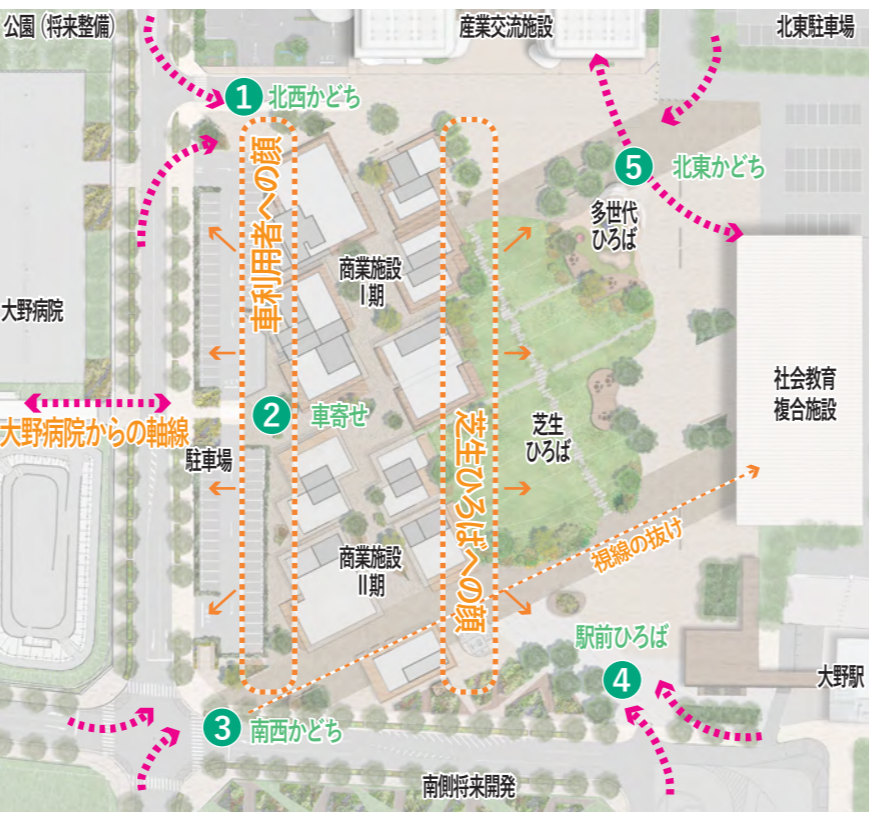 公園（将来整備）
産業交流施設
北東駐車場
1 北西かどち
5 北東かどち
車利用者への顔
多世代
ひろば
商業施設
Ⅰ期
大野病院
社会教育
複合施設
大野病院からの軸線
2 車寄せ
芝生ひろばへの顔
芝生
ひろば
駐車場
視線の抜け
商業施設
Ⅱ期
駅前ひろば
4
大野駅
3 南西かどち
南側将来開発